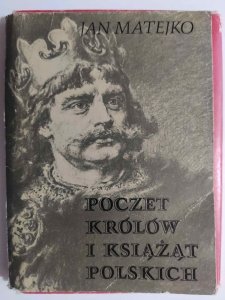 JAN MATEJKO
POCZET
KRÓLÓW
I KSIĄŻĄT
POLSKICH